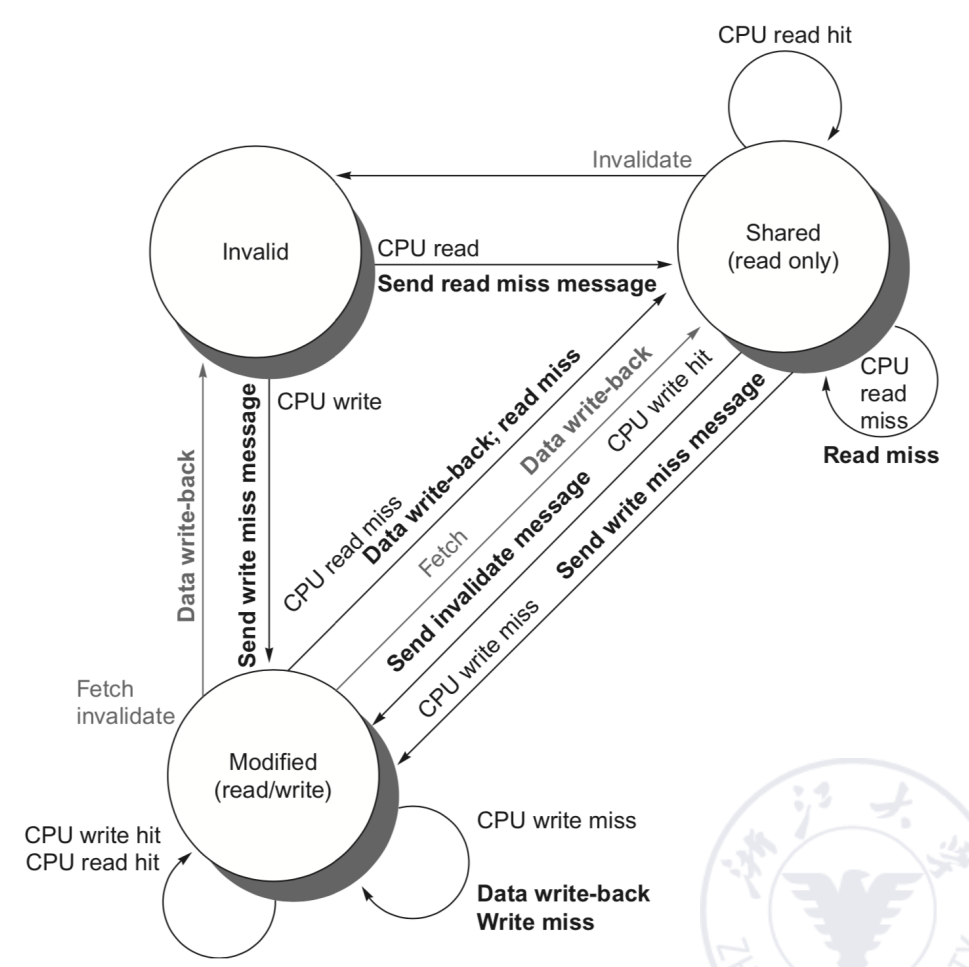 CPU read hit
Invalidate
Invalid
Shared
(read only)
CPU read
Send read miss message
CPU write
Send write miss message
Data write-back
CPU read miss
Data write-back; read miss
Fetch
Data write-back
CPU write hit
Send invalidate message
CPU write miss
Send write miss message
CPU
read
miss
Read miss
Fetch
invalidate
Modified
(read/write)
CPU write hit
CPU read hit
CPU write miss
Data write-back
Write miss
浙江大学